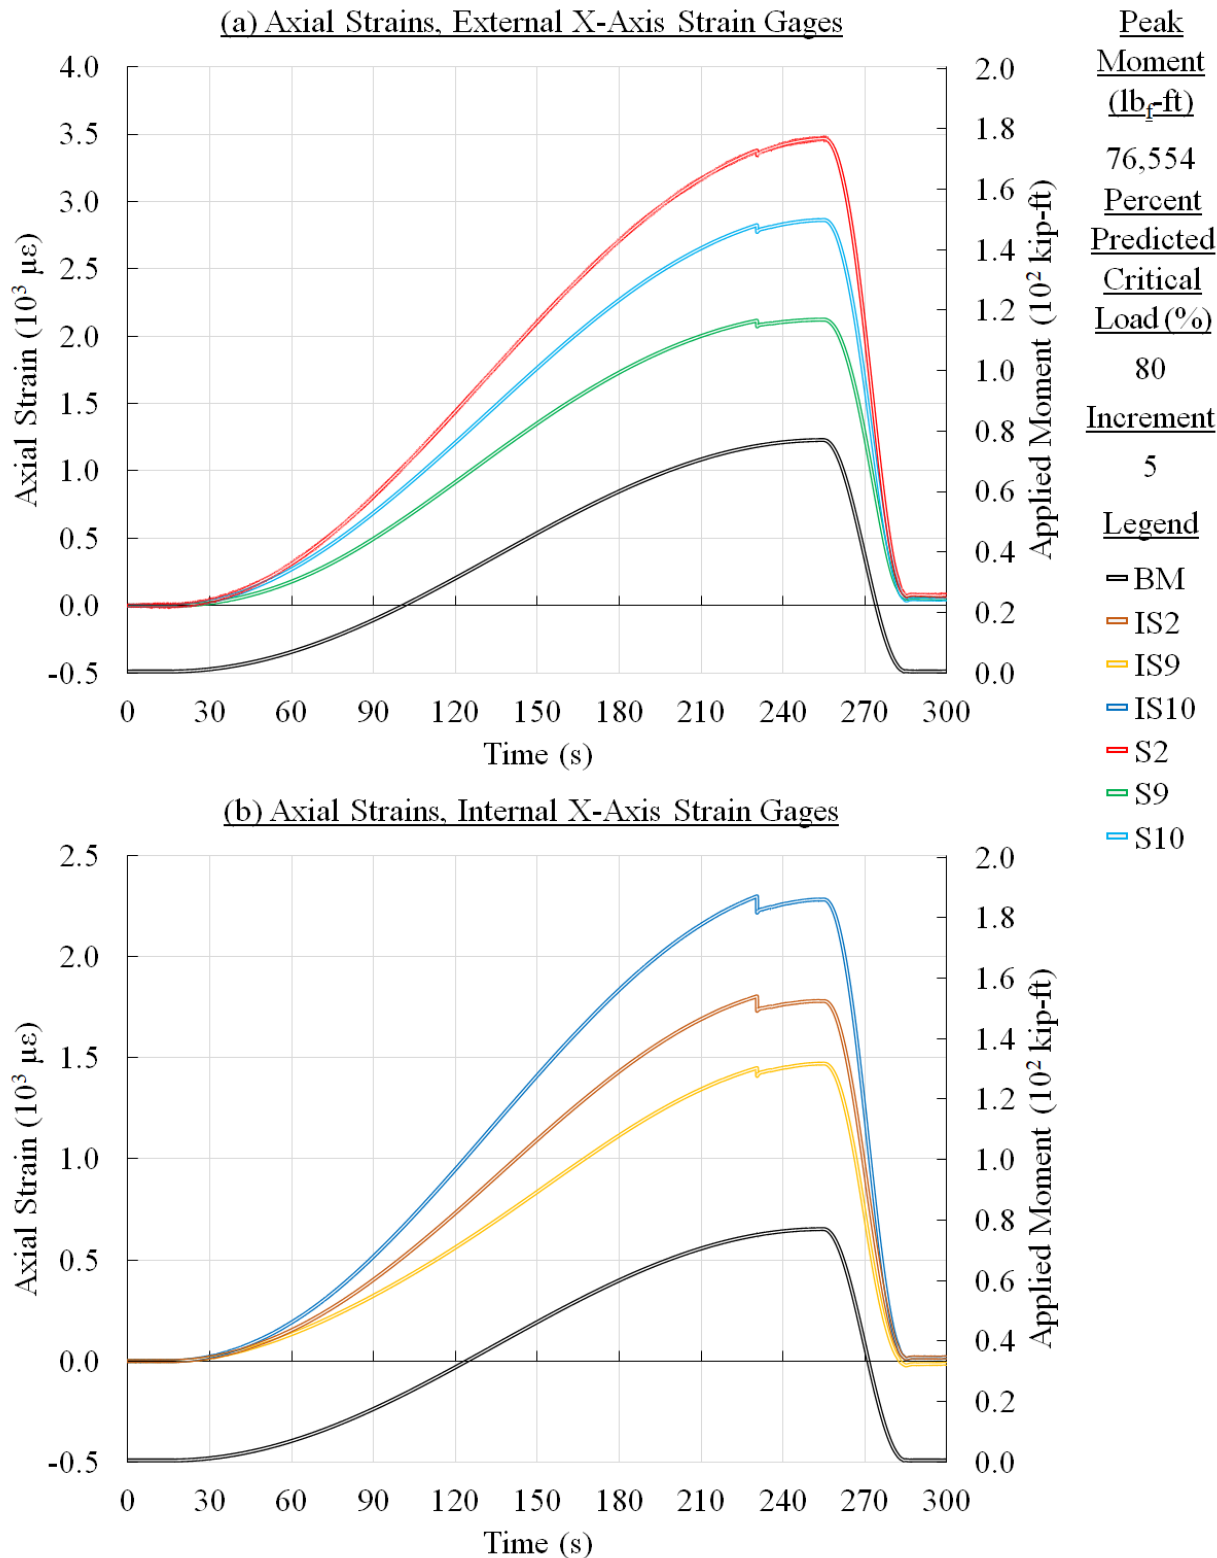 (a) Axial Strains, External X-Axis Strain Gages
4.0
3.5
3.0
2.5
2.0
1.5
1.0
0.5
0.0
-0.5
Axial Strain (10³ µε)
2.0
1.8
1.6
1.4
1.2
1.0
0.8
0.6
0.4
0.2
0.0
Applied Moment (10² kip-ft)
0 30 60 90 120 150 180 210 240 270 300
Time (s)
(b) Axial Strains, Internal X-Axis Strain Gages
2.5
2.0
1.5
1.0
0.5
0.0
-0.5
Axial Strain (10³ µε)
2.0
1.8
1.6
1.4
1.2
1.0
0.8
0.6
0.4
0.2
0.0
Applied Moment (10² kip-ft)
0 30 60 90 120 150 180 210 240 270 300
Time (s)
Peak
Moment
(lbf-ft)
76,554
Percent
Predicted
Critical
Load (%)
80
Increment
5
Legend
BM
IS2
IS9
IS10
S2
S9
S10